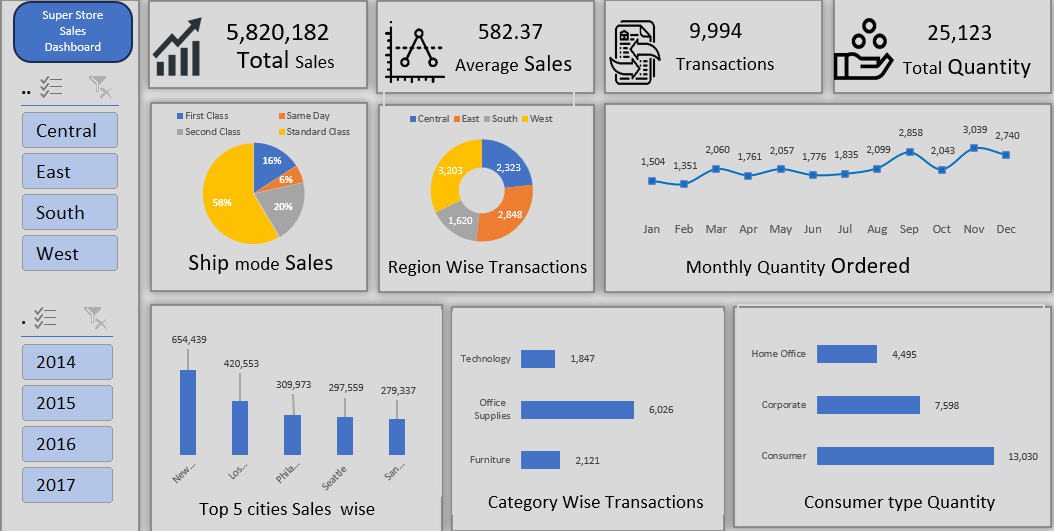 Super Store
Sales
Dashboard
..
Central
East
South
West
.
2014
2015
2016
2017
5,820,182
Total Sales
582.37
Average Sales
9,994
Transactions
25,123
Total Quantity
First Class
Same Day
Second Class
Standard Class
16%
6%
20%
58%
Ship mode Sales
Central East South West
2,323
2,848
1,620
3,203
Region Wise Transactions
1,504 1,351 2,060 1,761 2,057 1,776 1,835 2,099 2,858 2,043 3,039 2,740
Jan Feb Mar Apr May Jun Jul Aug Sep Oct Nov Dec
Monthly Quantity Ordered
654,439 420,553 309,973 297,559 279,337
New... Los... Phila... Seattle San...
Top 5 cities Sales wise
Technology 1,847
Office
Supplies
6,026
Furniture 2,121
Category Wise Transactions
Home Office 4,495
Corporate 7,598
Consumer 13,030
Consumer type Quantity